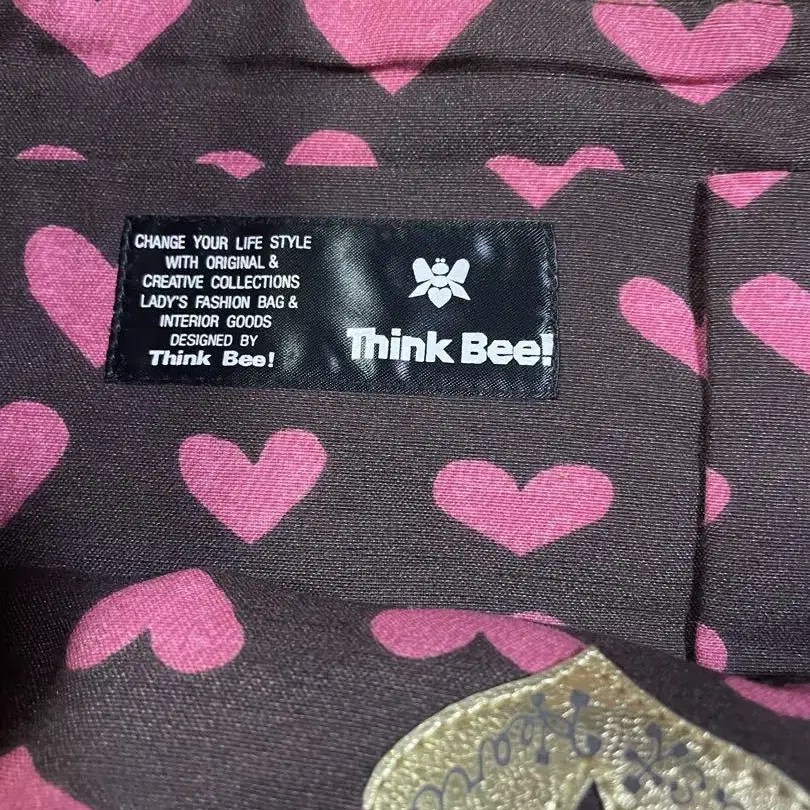 CHANGE YOUR LIFE STYLE
WITH ORIGINAL &
CREATIVE COLLECTIONS
LADY'S FASHION BAG &
INTERIOR GOODS
DESIGNED BY
Think Bee!
Think Bee!